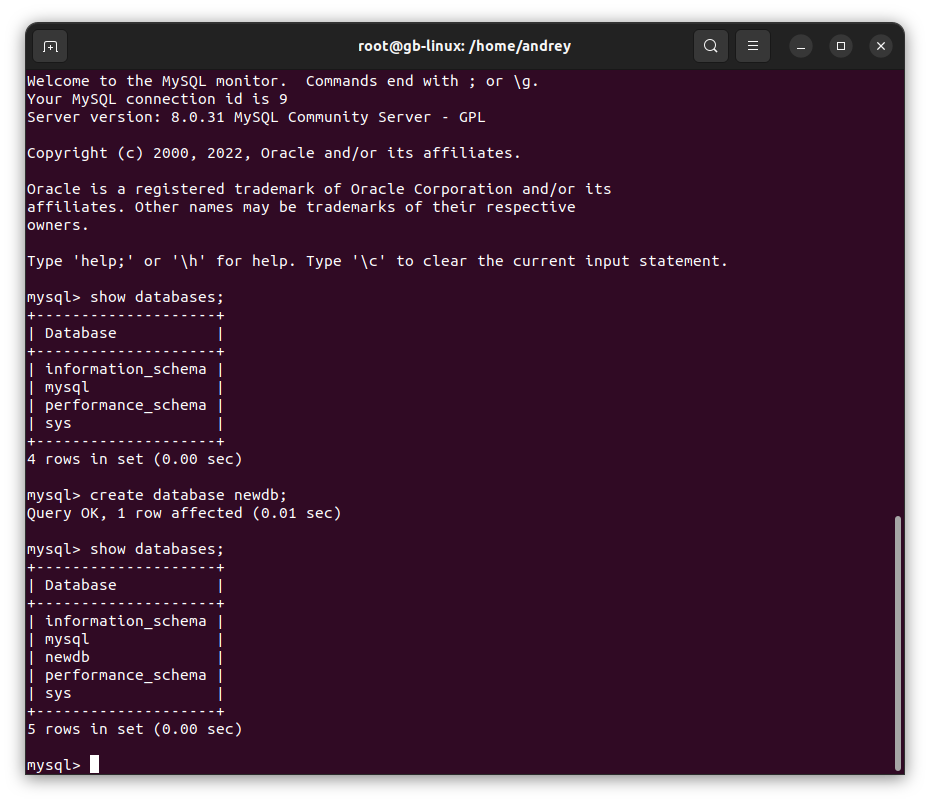 root@gb-linux: /home/andrey
Welcome to the MySQL monitor.  Commands end with ; or \g.
Your MySQL connection id is 9
Server version: 8.0.31 MySQL Community Server - GPL

Copyright (c) 2000, 2022, Oracle and/or its affiliates.

Oracle is a registered trademark of Oracle Corporation and/or its
affiliates. Other names may be trademarks of their respective
owners.

Type 'help;' or '\h' for help. Type '\c' to clear the current input statement.

mysql> show databases;
+--------------------+
| Database           |
+--------------------+
| information_schema |
| mysql              |
| performance_schema |
| sys                |
+--------------------+
4 rows in set (0.00 sec)

mysql> create database newdb;
Query OK, 1 row affected (0.01 sec)

mysql> show databases;
+--------------------+
| Database           |
+--------------------+
| information_schema |
| mysql              |
| newdb              |
| performance_schema |
| sys                |
+--------------------+
5 rows in set (0.00 sec)

mysql>